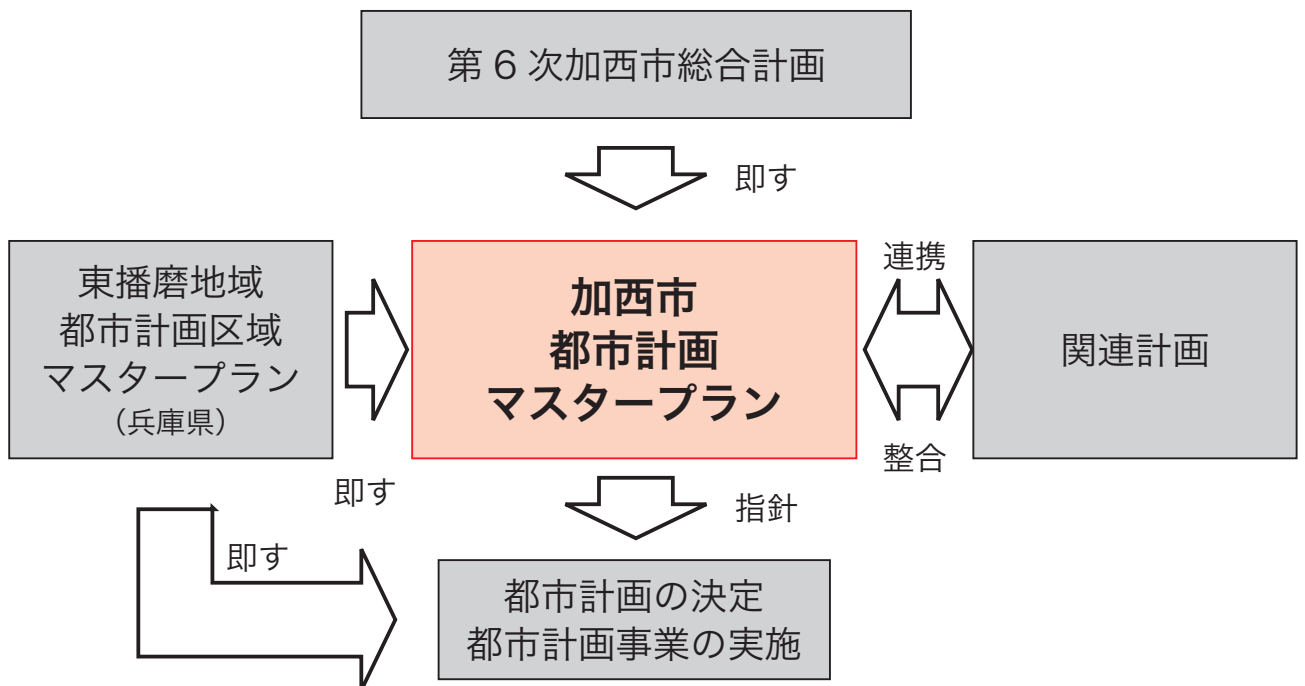 第6次加西市総合計画
即す
東播磨地域
都市計画区域
マスタープラン
（兵庫県）
即す
加西市
都市計画
マスタープラン
連携
整合
関連計画
指針
即す
都市計画の決定
都市計画事業の実施